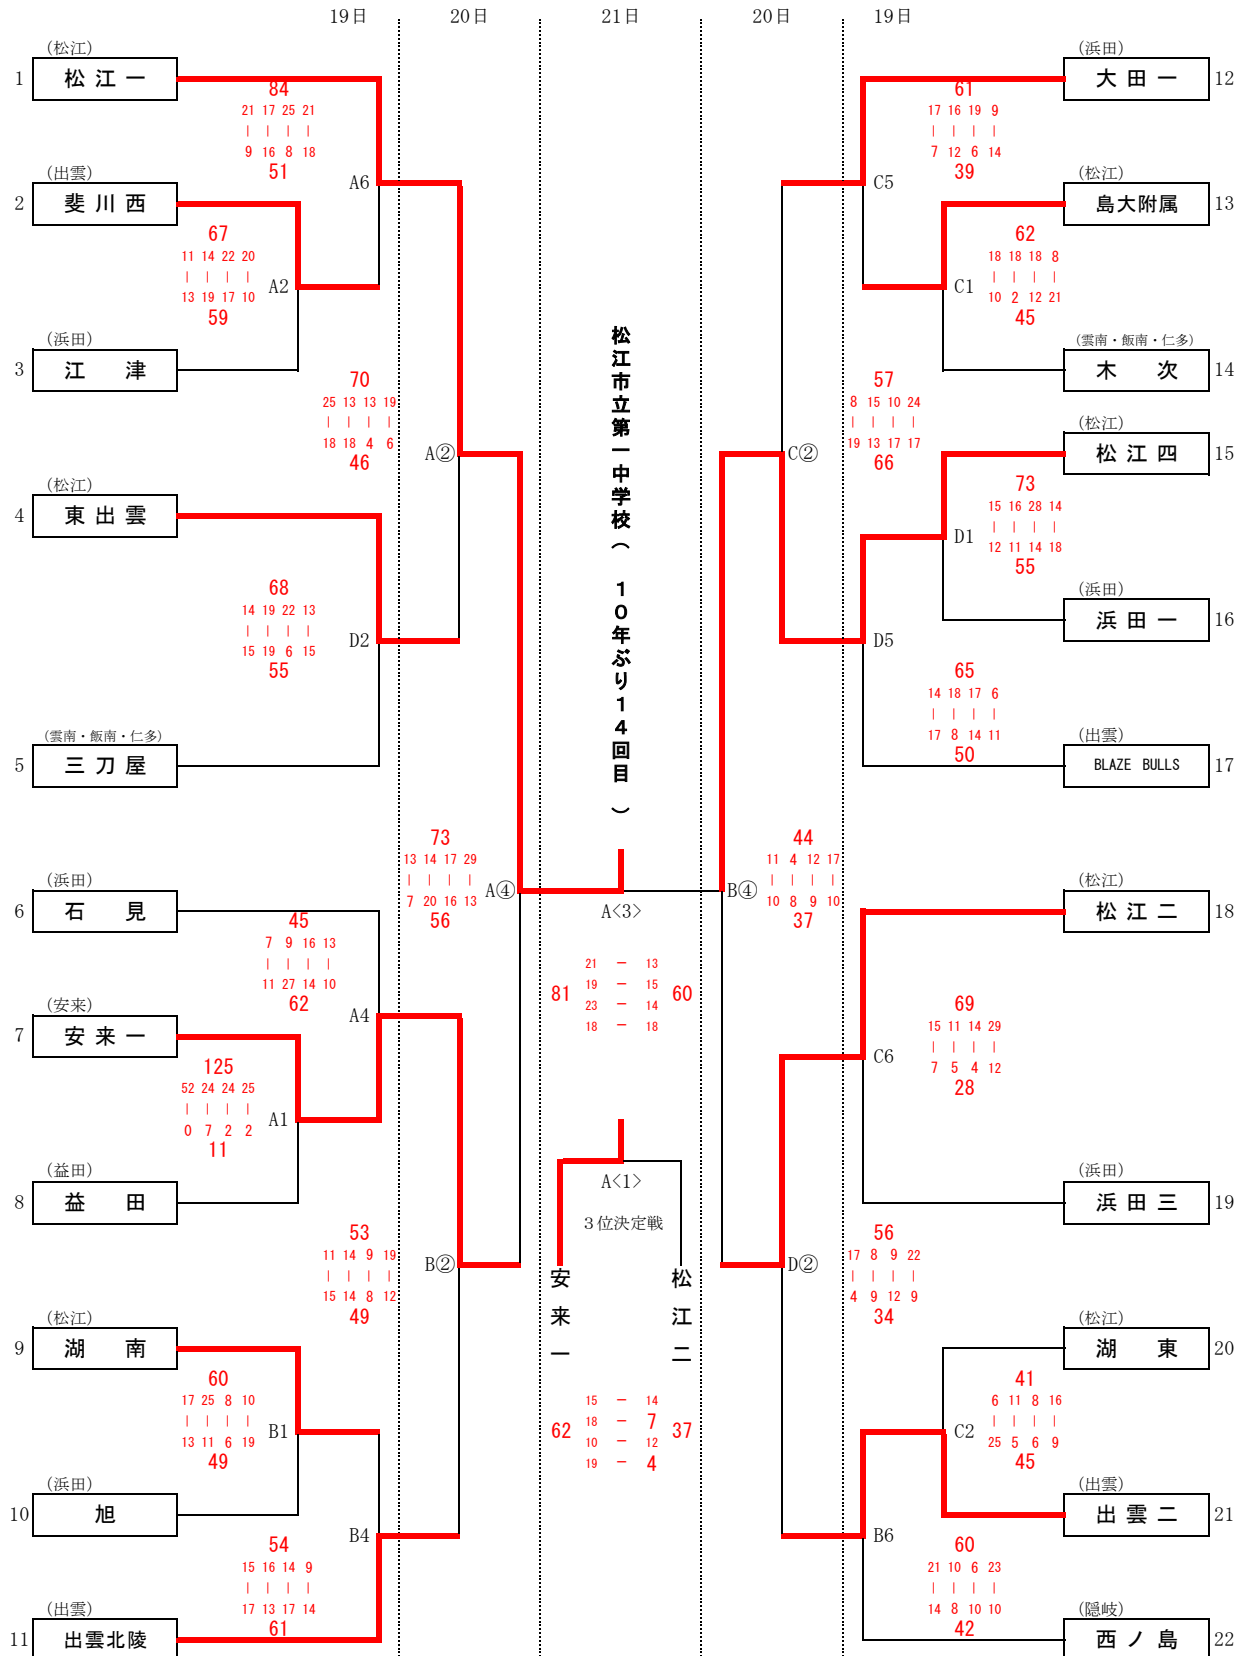 19日 20日 21日 20日 19日
(松江)
1 松江一
84
21 17 25 21
| | | |
9 16 8 18
51
A6
(出雲)
2 斐川西
67
11 14 22 20
| | | |
13 19 17 10
59
A2
(浜田)
3 江 津
70
25 13 13 19
| | | |
18 18 4 6
46
A②
(松江)
4 東出雲
68
14 19 22 13
| | | |
15 19 6 15
55
D2
(雲南・飯南・仁多)
5 三刀屋
73
13 14 17 29
| | | |
7 20 16 13
56
A④
(浜田)
6 石 見
45
7 9 16 13
| | | |
11 27 14 10
62
A4
(安来)
7 安来一
125
52 24 24 25
| | | |
0 7 2 2
11
A1
(益田)
8 益 田
53
11 14 9 19
| | | |
15 14 8 12
49
B②
(松江)
9 湖 南
60
17 25 8 10
| | | |
13 11 6 19
49
B1
(浜田)
10 旭
B4
54
15 16 14 9
| | | |
17 13 17 14
61
(出雲)
11 出雲北陵
松江市立第一中学校(10年ぶり14回目)
A<3>
21 - 13
81 19 - 15 60
23 - 14
18 - 18
A<1>
3位決定戦
安来一
松江二
15 - 14
62 18 - 7 37
10 - 12
19 - 4
(浜田)
大田一 12
61
17 16 19 9
| | | |
7 12 6 14
39
C5
(松江)
島大附属 13
62
18 18 18 8
| | | |
10 2 12 21
45
C1
(雲南・飯南・仁多)
木 次 14
57
8 15 10 24
| | | |
19 13 17 17
66
C②
(松江)
松江四 15
73
15 16 28 14
| | | |
12 11 14 18
55
D1
(浜田)
浜田一 16
D5
65
14 18 17 6
| | | |
17 8 14 11
50
(出雲)
BLAZE BULLS 17
44
11 4 12 17
| | | |
10 8 9 10
37
B④
(松江)
松江二 18
69
15 11 14 29
| | | |
7 5 4 12
28
C6
(浜田)
浜田三 19
56
17 8 9 22
| | | |
4 9 12 9
34
D②
(松江)
湖 東 20
41
6 11 8 16
| | | |
25 5 6 9
45
C2
(出雲)
出雲二 21
B6
60
21 10 6 23
| | | |
14 8 10 10
42
(隠岐)
西ノ島 22